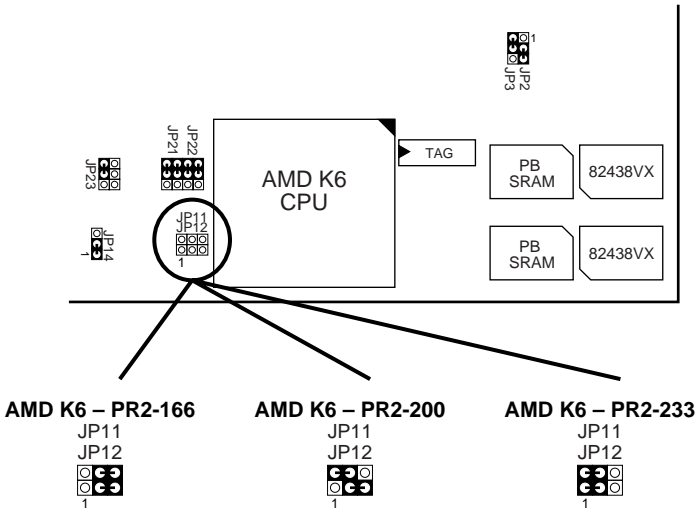 1
JP3
JP2
JP21
JP22
JP23
TAG
AMD K6
CPU
PB
SRAM
82438VX
JP11
JP12
1
JP14
1
PB
SRAM
82438VX
AMD K6 – PR2-166
JP11
JP12
1
AMD K6 – PR2-200
JP11
JP12
1
AMD K6 – PR2-233
JP11
JP12
1